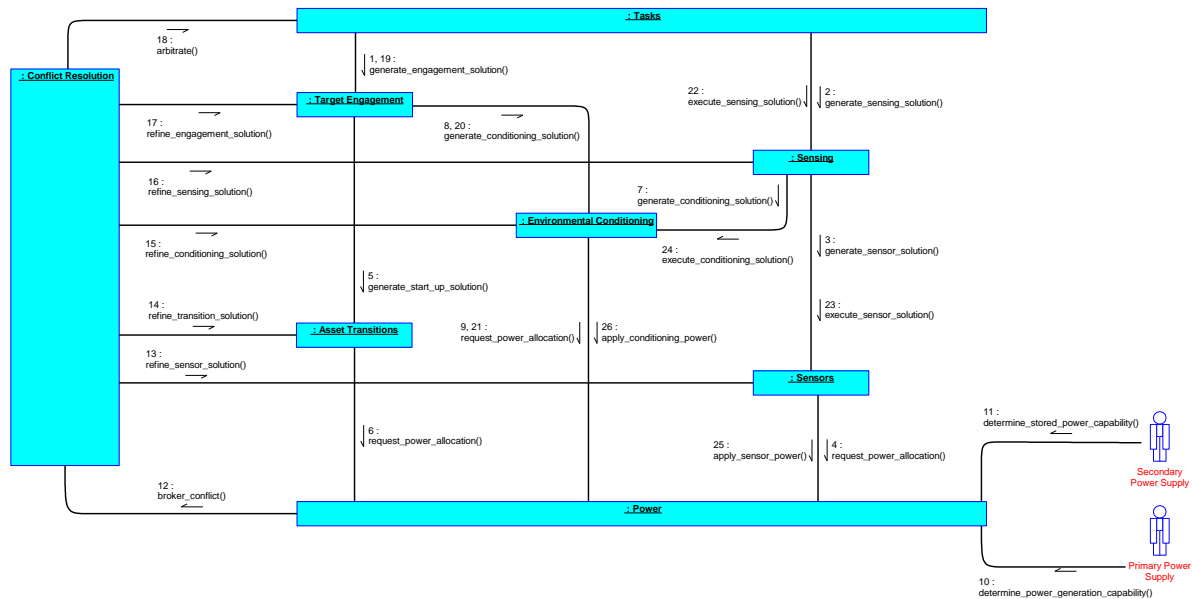 : Tasks
18 :
arbitrate()
1, 19 :
generate_engagement_solution()
: Conflict Resolution
22 :
execute_sensing_solution()
2 :
generate_sensing_solution()
: Target Engagement
17 :
refine_engagement_solution()
8, 20 :
generate_conditioning_solution()
: Sensing
16 :
refine_sensing_solution()
7 :
generate_conditioning_solution()
: Environmental Conditioning
15 :
refine_conditioning_solution()
24 :
execute_conditioning_solution()
3 :
generate_sensor_solution()
5 :
generate_start_up_solution()
14 :
refine_transition_solution()
23 :
execute_sensor_solution()
: Asset Transitions
9, 21 :
request_power_allocation()
26 :
apply_conditioning_power()
13 :
refine_sensor_solution()
: Sensors
11 :
determine_stored_power_capability()
6 :
request_power_allocation()
25 :
apply_sensor_power()
4 :
request_power_allocation()
Secondary
Power Supply
12 :
broker_conflict()
: Power
Primary Power
Supply
10 :
determine_power_generation_capability()